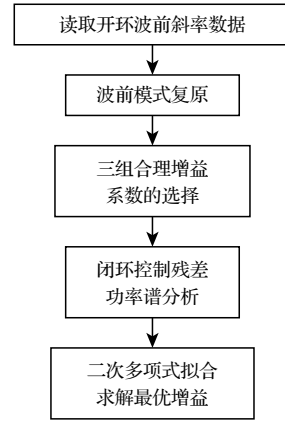 读取开环波前斜率数据
波前模式复原
三组合理增益
系数的选择
闭环控制残差
功率谱分析
二次多项式拟合
求解最优增益